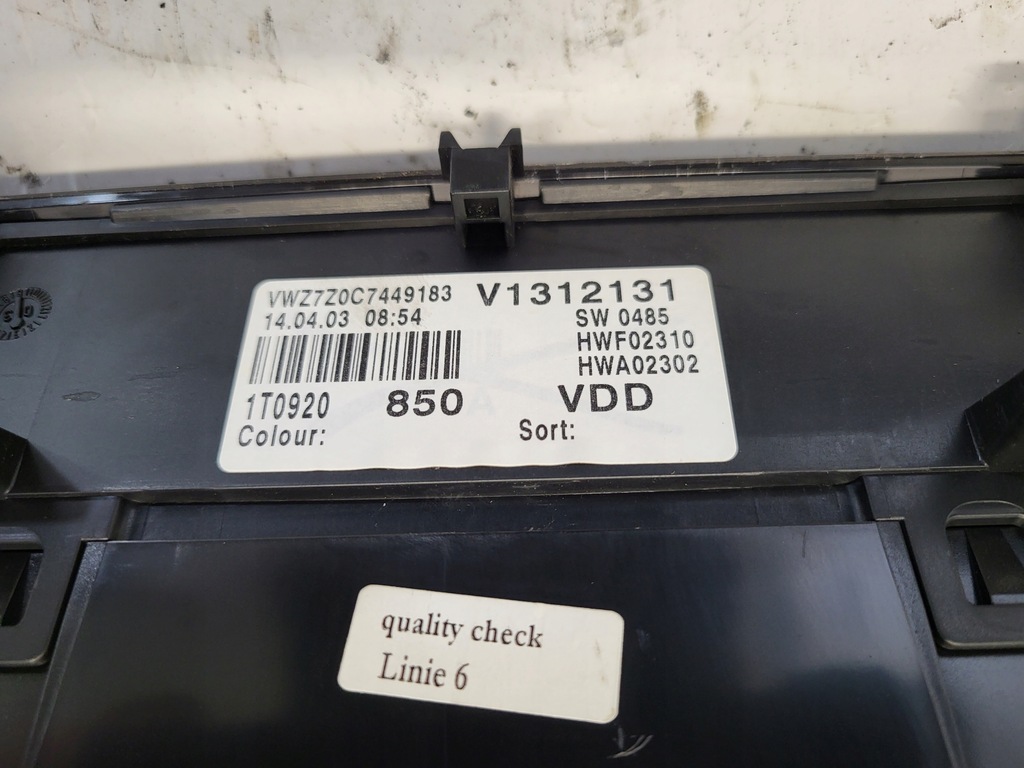 VWZ7Z0C7449183 V1312131
14.04.03 08:54 SW 0485
HWF02310
HWA02302
1T0920 850 VDD
Colour: Sort:
quality check
Linie 6